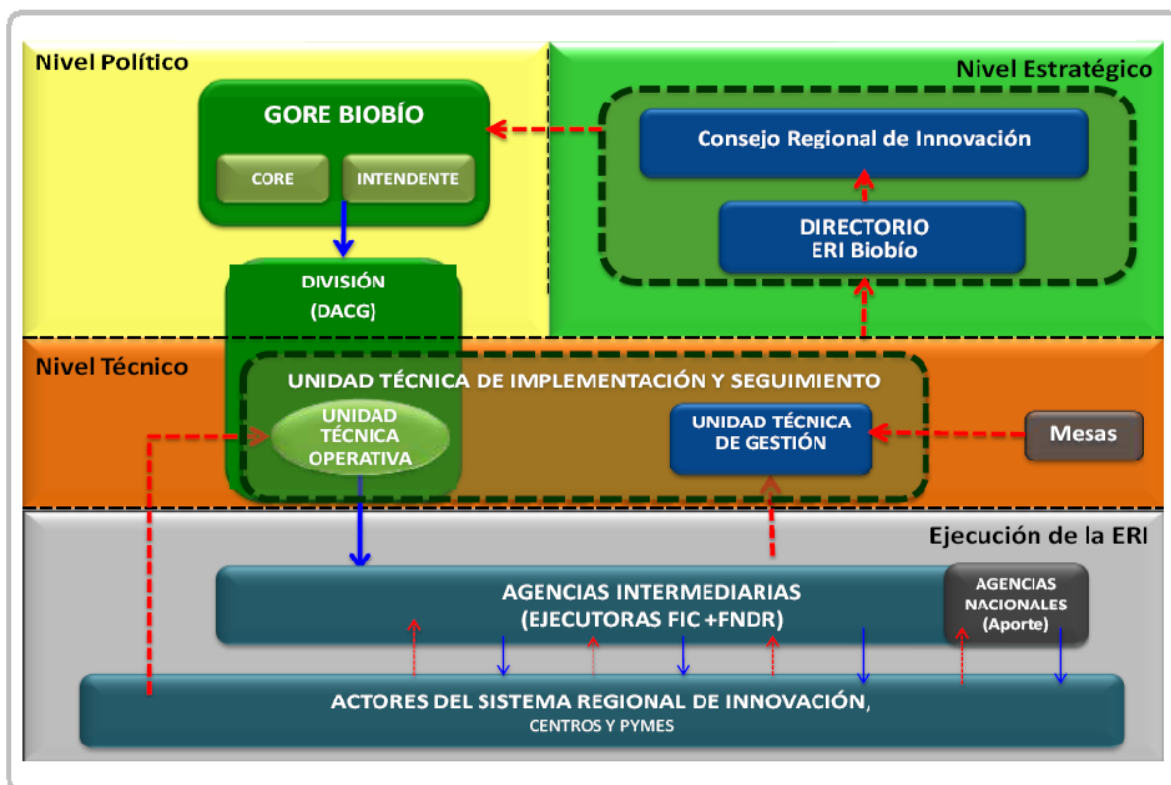 Nivel Político
Nivel Estratégico
GORE BIOBÍO
CORE
INTENDENTE
Consejo Regional de Innovación
DIRECTORIO
ERI Biobío
DIVISIÓN
(DACG)
Nivel Técnico
UNIDAD TÉCNICA DE IMPLEMENTACIÓN Y SEGUIMIENTO
UNIDAD
TÉCNICA
OPERATIVA
UNIDAD TÉCNICA
DE GESTIÓN
Mesas
Ejecución de la ERI
AGENCIAS INTERMEDIARIAS
(EJECUTORAS FIC +FNDR)
AGENCIAS
NACIONALES
(Aporte)
ACTORES DEL SISTEMA REGIONAL DE INNOVACIÓN,
CENTROS Y PYMES